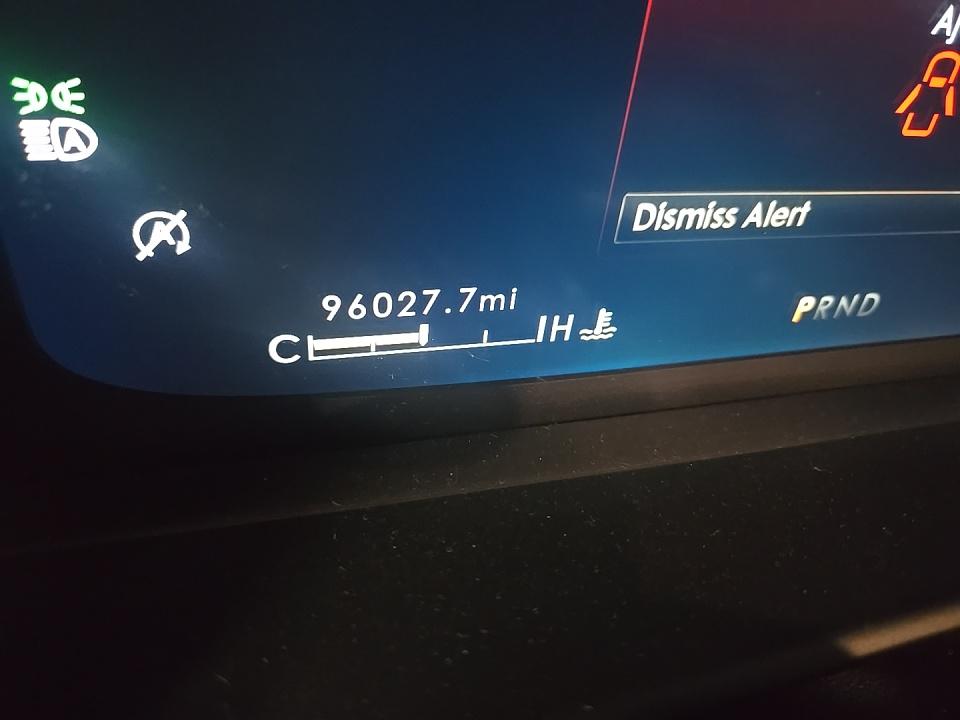 Dismiss Alert
96027.7mi
PRND
C H